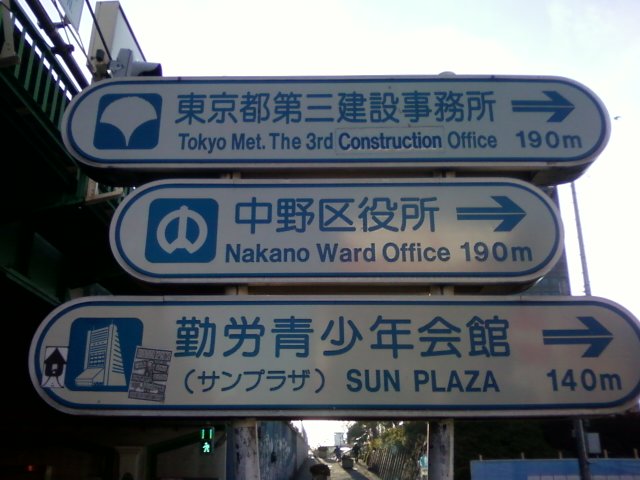 東京都第三建設事務所
Tokyo Met. The 3rd Construction Office 190m
中野区役所
Nakano Ward Office 190m
勤労青少年会館
(サンプラザ) SUN PLAZA 140m